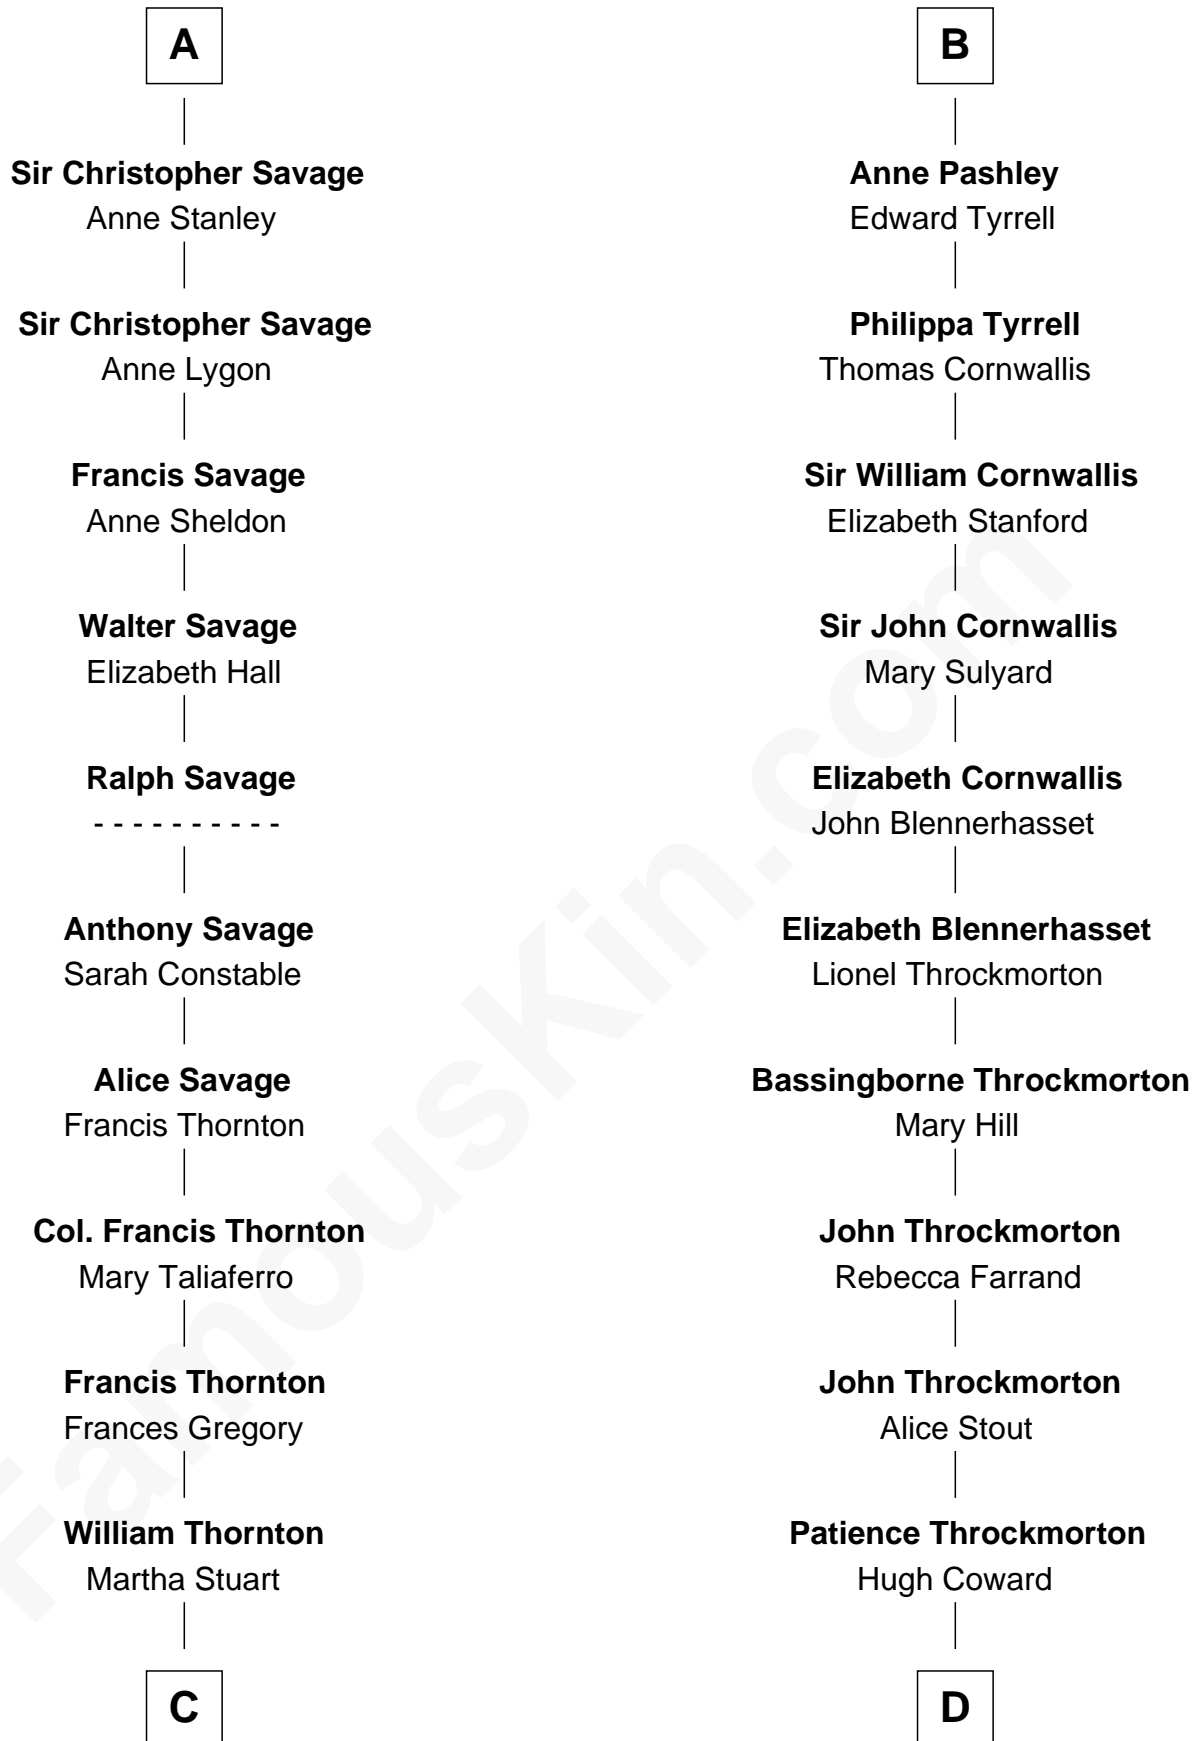 A
Sir Christopher Savage
Anne Stanley
Sir Christopher Savage
Anne Lygon
Francis Savage
Anne Sheldon
Walter Savage
Elizabeth Hall
Ralph Savage
- - - - - - - - - -
Anthony Savage
Sarah Constable
Alice Savage
Francis Thornton
Col. Francis Thornton
Mary Taliaferro
Francis Thornton
Frances Gregory
William Thornton
Martha Stuart
C
B
Anne Pashley
Edward Tyrrell
Philippa Tyrrell
Thomas Cornwallis
Sir William Cornwallis
Elizabeth Stanford
Sir John Cornwallis
Mary Sulyard
Elizabeth Cornwallis
John Blennerhasset
Elizabeth Blennerhasset
Lionel Throckmorton
Bassingborne Throckmorton
Mary Hill
John Throckmorton
Rebecca Farrand
John Throckmorton
Alice Stout
Patience Throckmorton
Hugh Coward
D
FamousKin.com